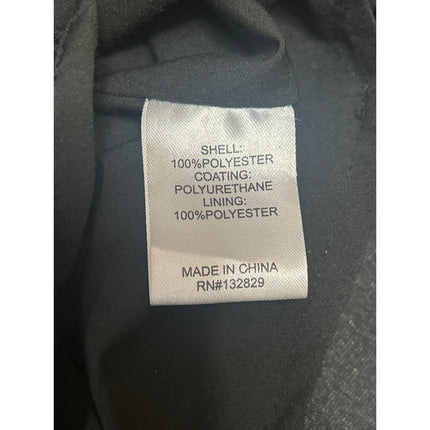 SHELL:
100%POLYESTER
COATING:
POLYURETHANE
LINING:
100%POLYESTER
MADE IN CHINA
RN#132829